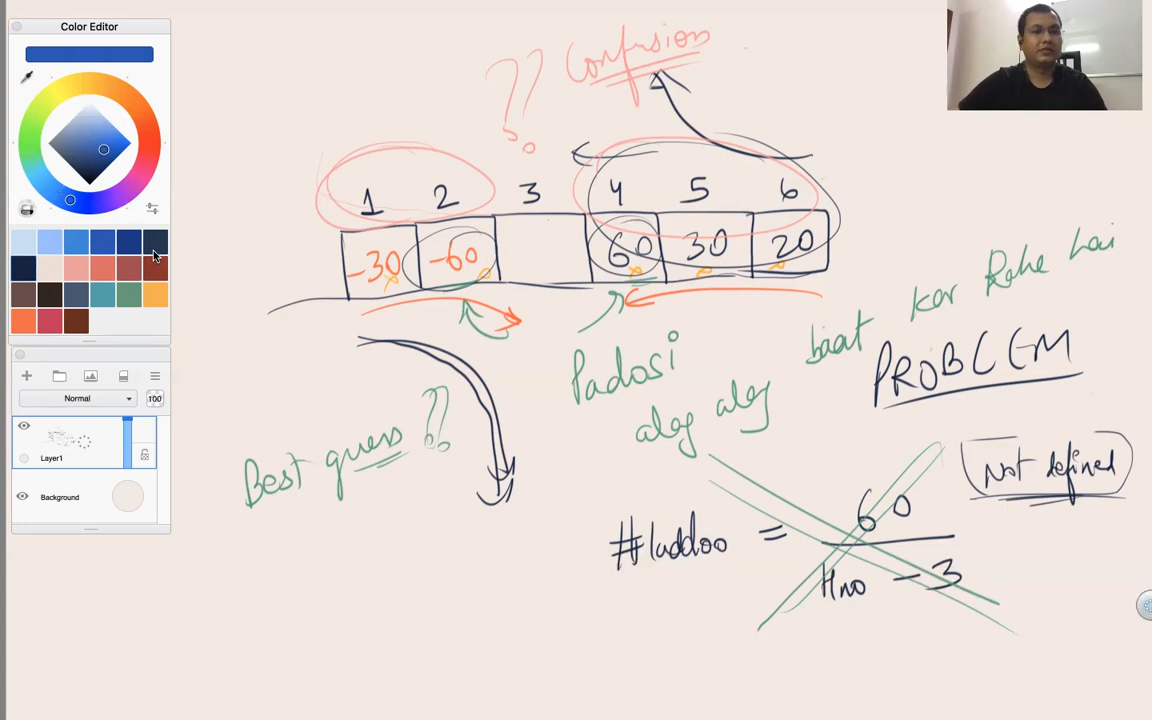 Color Editor
?? Confusion
1 2 3 4 5 6
-30 -60 60 30 20
Normal 100
Layer1
Background
Padosi
alag alag
baat kar Rahe hai
PROBLEM
Best guess ??
Not defined
#laddoo = 60
Hno - 3